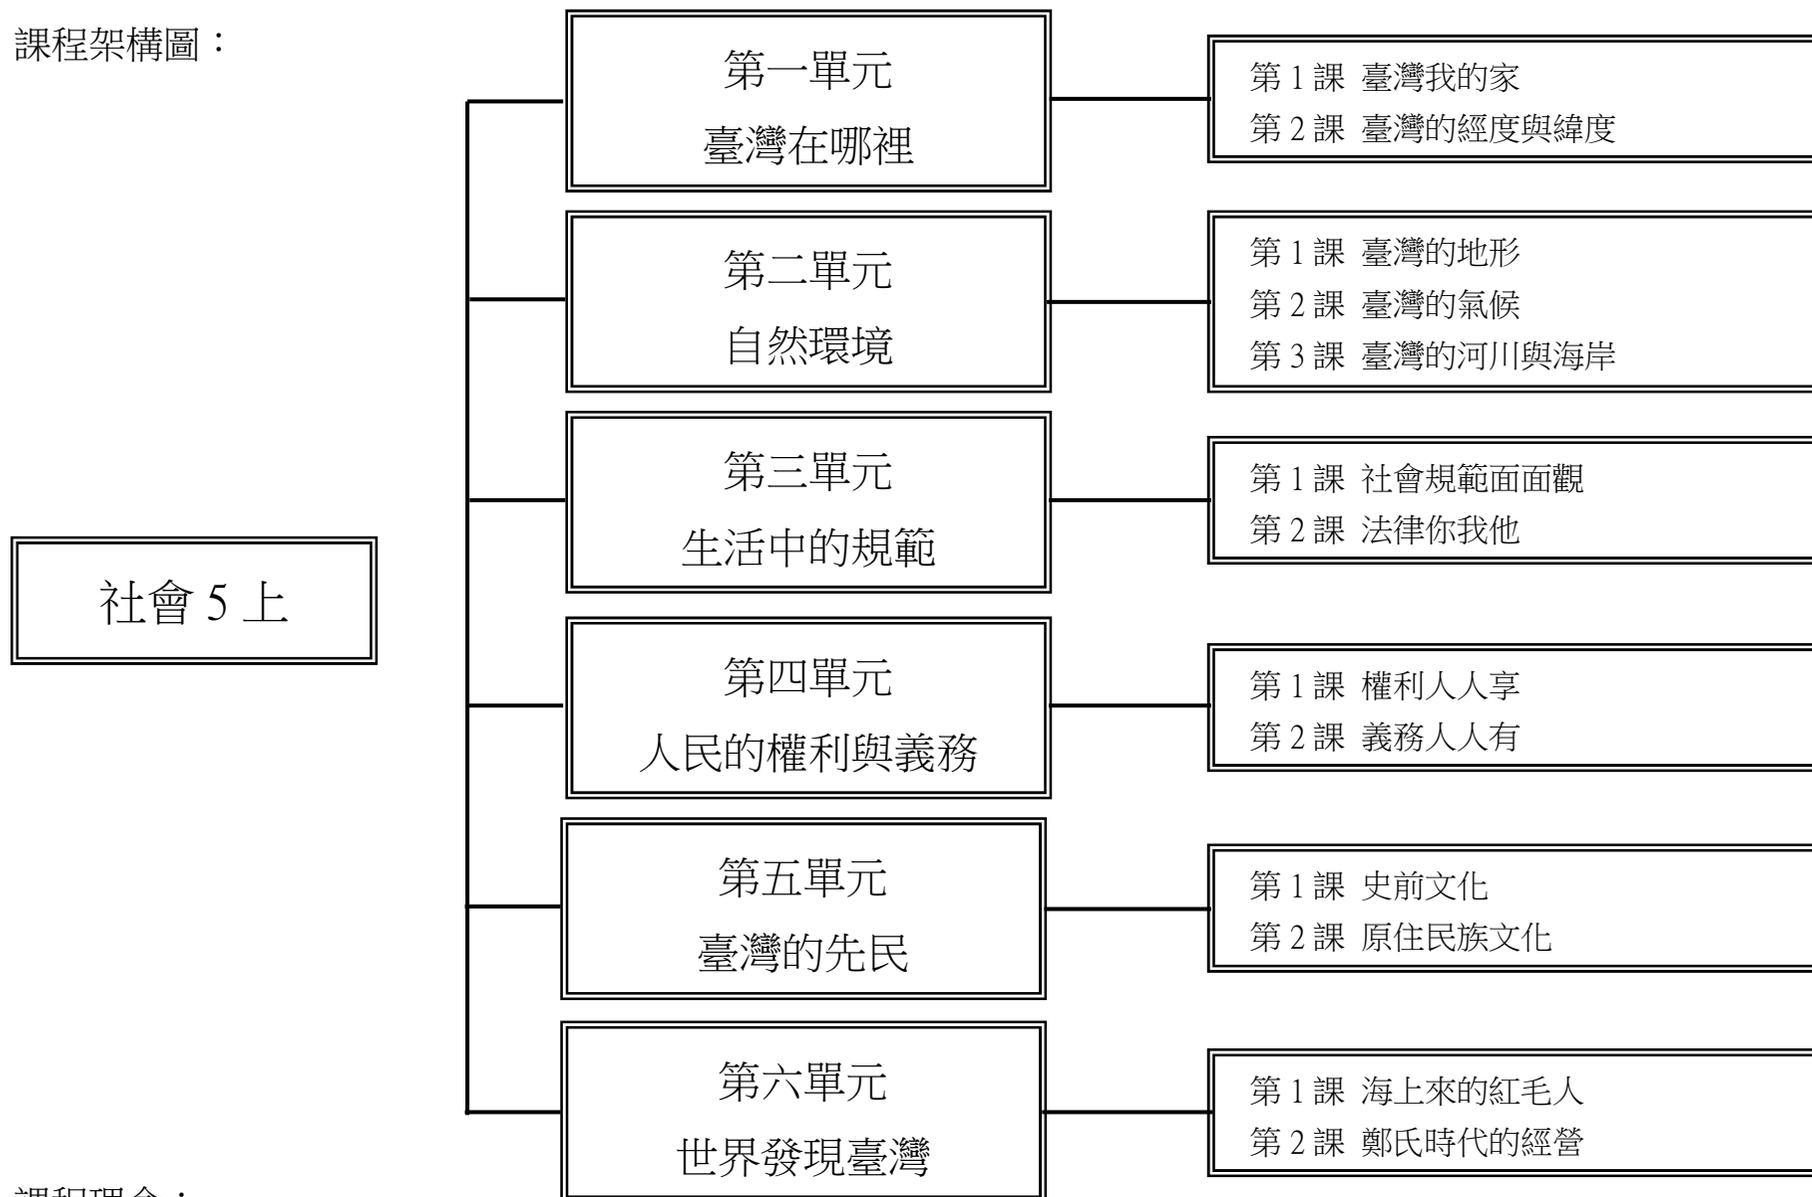 課程架構圖：
社會 5 上
第一單元
臺灣在哪裡
第 1 課 臺灣我的家
第 2 課 臺灣的經度與緯度
第二單元
自然環境
第 1 課 臺灣的地形
第 2 課 臺灣的氣候
第 3 課 臺灣的河川與海岸
第三單元
生活中的規範
第 1 課 社會規範面面觀
第 2 課 法律你我他
第四單元
人民的權利與義務
第 1 課 權利人人享
第 2 課 義務人人有
第五單元
臺灣的先民
第 1 課 史前文化
第 2 課 原住民族文化
第六單元
世界發現臺灣
第 1 課 海上來的紅毛人
第 2 課 鄭氏時代的經營
課程理念：